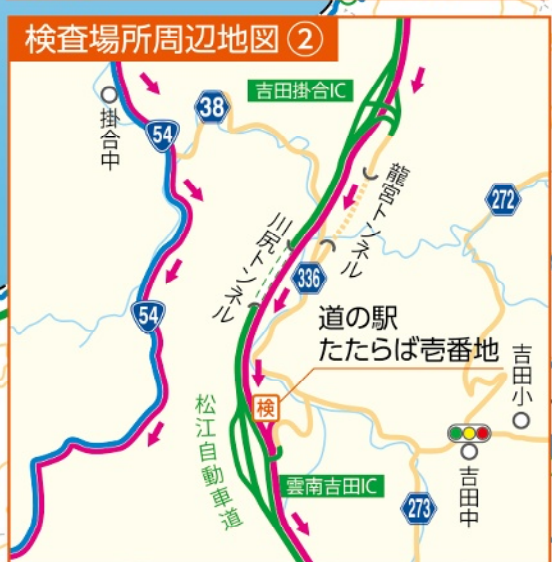 検査場所周辺地図②
吉田掛合IC
38
54
掛合中
龍宮トンネル
272
川尻トンネル
336
54
道の駅
たたらば壱番地
吉田小
検
松江自動車道
雲南吉田IC
吉田中
273